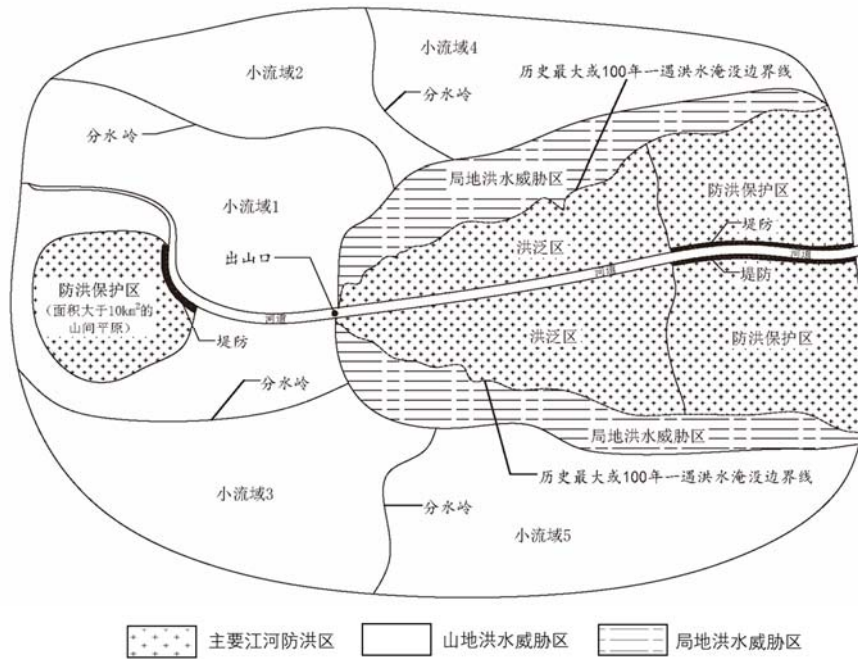 小流域4
小流域2
历史最大或100年一遇洪水淹没边界线
分水岭
分水岭
局地洪水威胁区
防洪保护区
小流域1
堤防
洪泛区
出山口
河道
堤防
河道
防洪保护区
（面积大于10km²的
山间平原）
河道
洪泛区
防洪保护区
堤防
分水岭
局地洪水威胁区
历史最大或100年一遇洪水淹没边界线
小流域3
分水岭
小流域5
主要江河防洪区
山地洪水威胁区
局地洪水威胁区